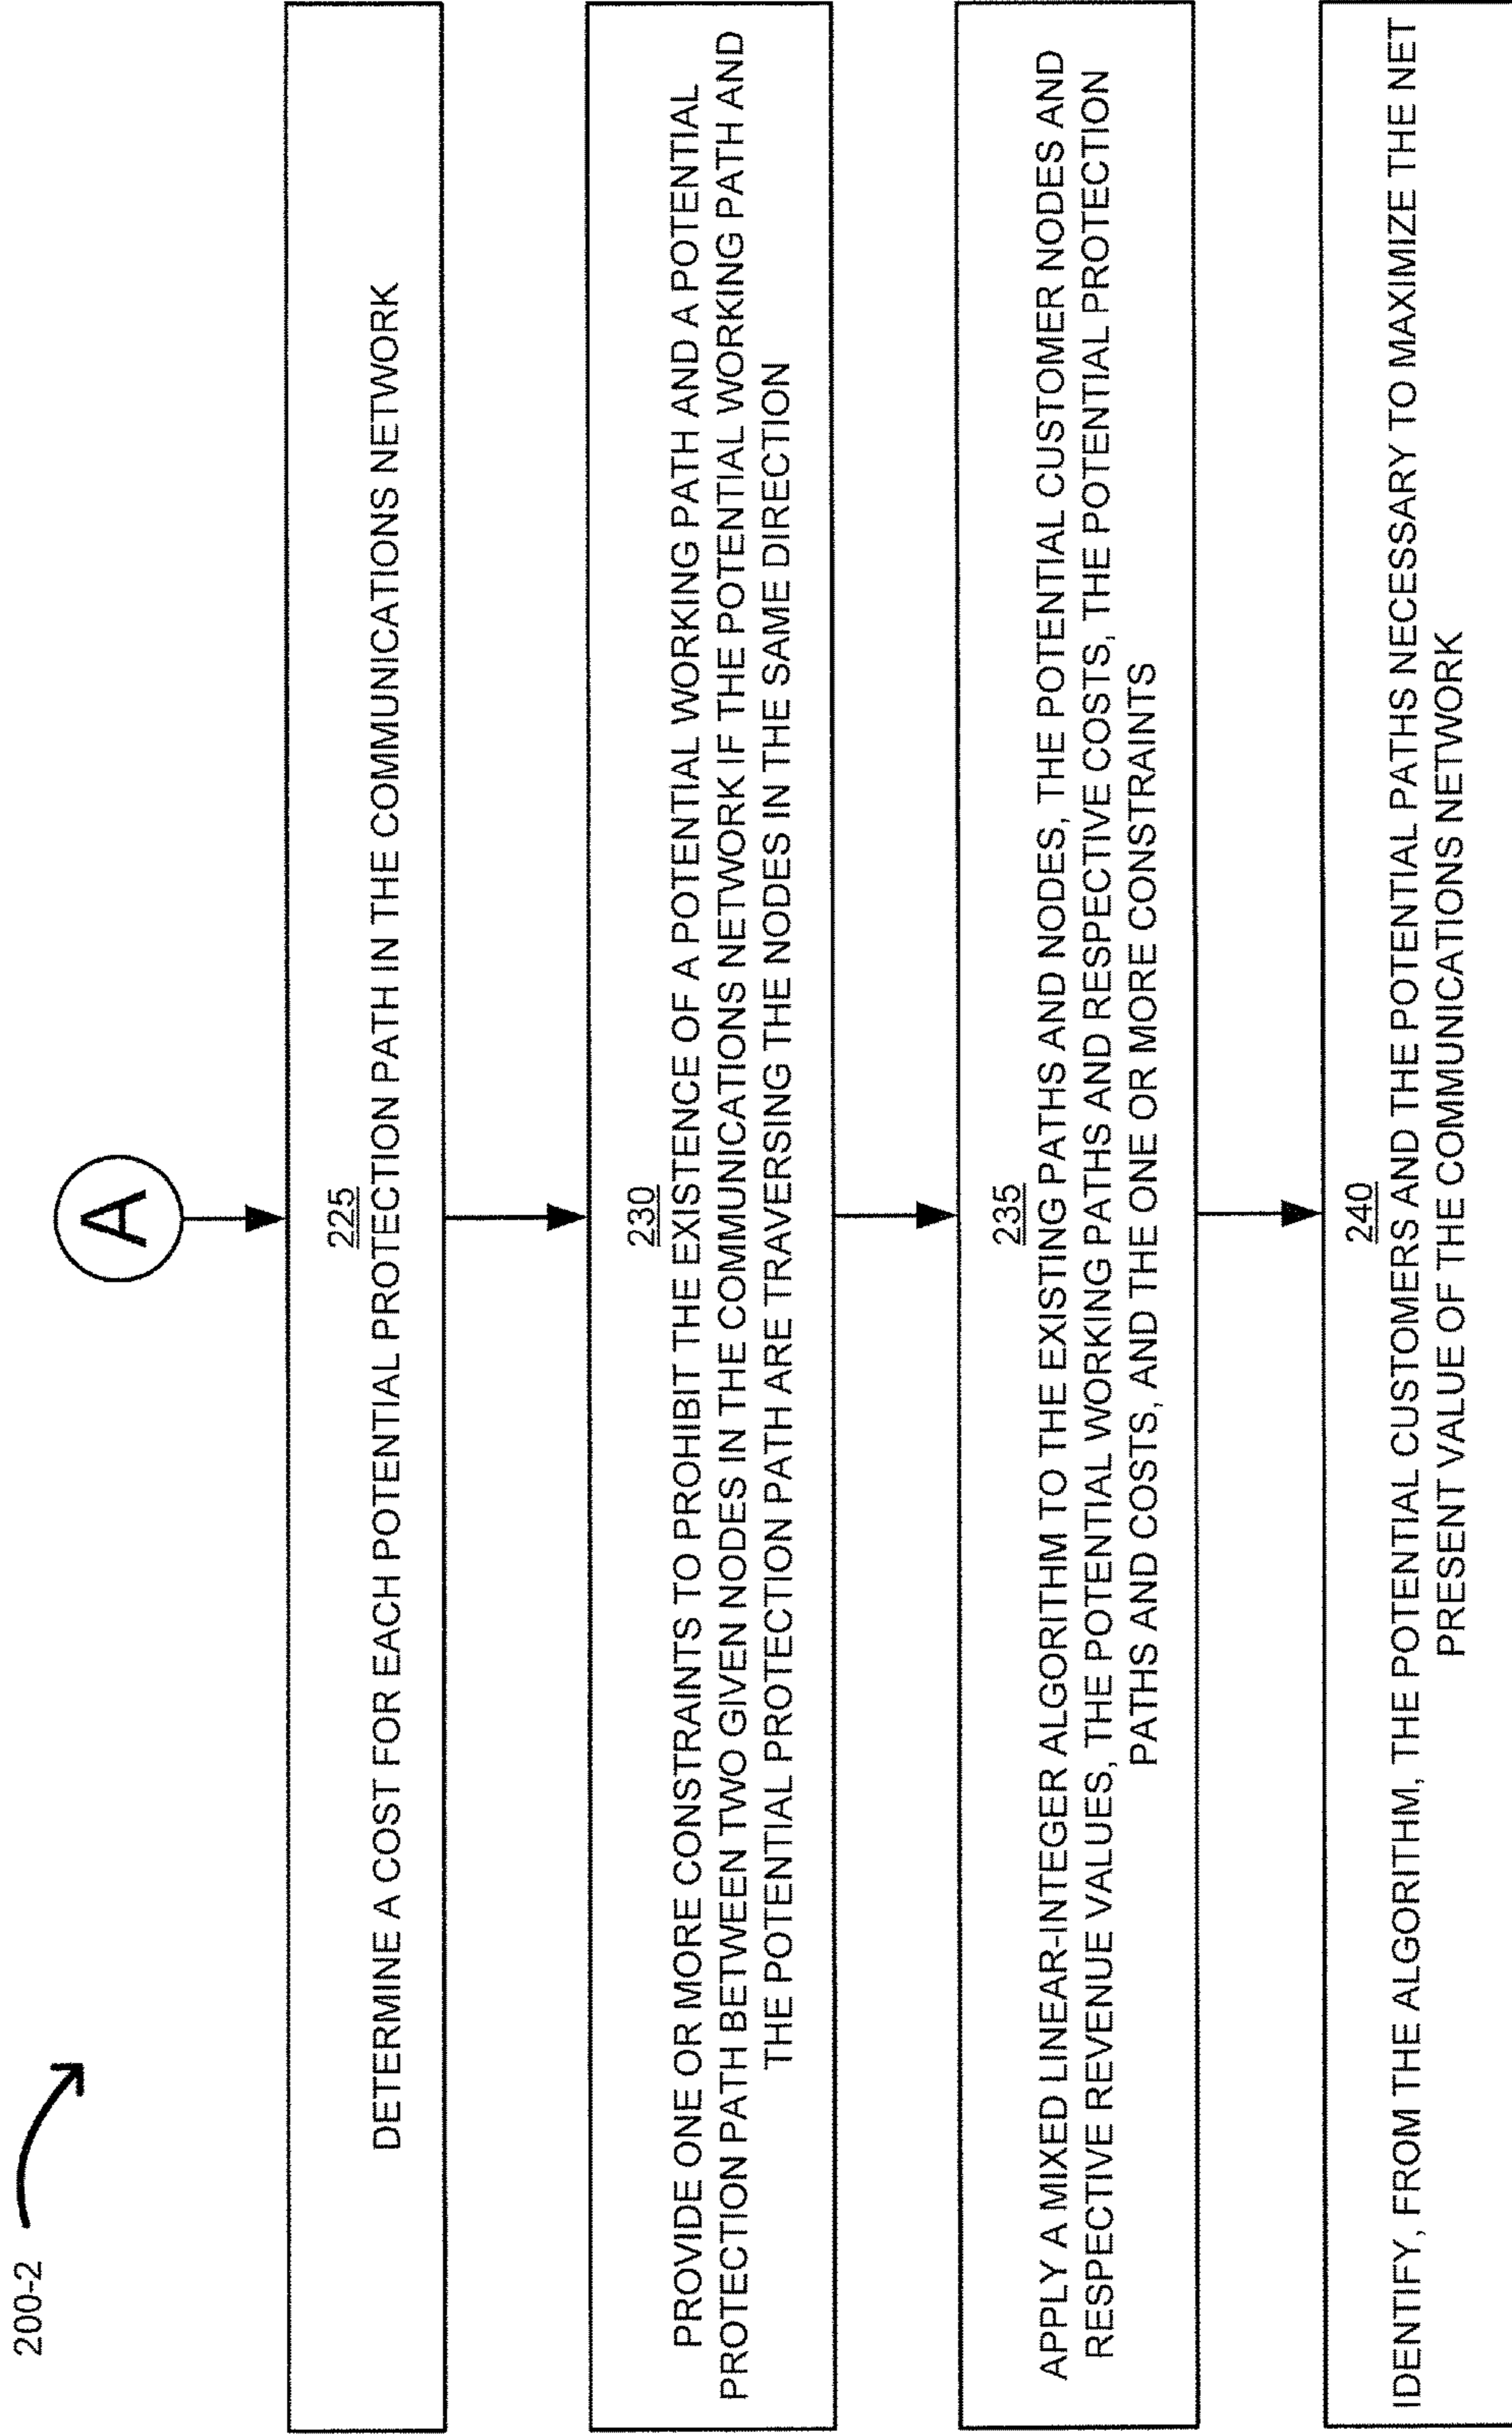 200-2
A
225
DETERMINE A COST FOR EACH POTENTIAL PROTECTION PATH IN THE COMMUNICATIONS NETWORK
230
PROVIDE ONE OR MORE CONSTRAINTS TO PROHIBIT THE EXISTENCE OF A POTENTIAL WORKING PATH AND A POTENTIAL
PROTECTION PATH BETWEEN TWO GIVEN NODES IN THE COMMUNICATIONS NETWORK IF THE POTENTIAL WORKING PATH AND
THE POTENTIAL PROTECTION PATH ARE TRAVERSING THE NODES IN THE SAME DIRECTION
235
APPLY A MIXED LINEAR-INTEGER ALGORITHM TO THE EXISTING PATHS AND NODES, THE POTENTIAL CUSTOMER NODES AND
RESPECTIVE REVENUE VALUES, THE POTENTIAL WORKING PATHS AND RESPECTIVE COSTS, THE POTENTIAL PROTECTION
PATHS AND COSTS, AND THE ONE OR MORE CONSTRAINTS
240
IDENTIFY, FROM THE ALGORITHM, THE POTENTIAL CUSTOMERS AND THE POTENTIAL PATHS NECESSARY TO MAXIMIZE THE NET
PRESENT VALUE OF THE COMMUNICATIONS NETWORK